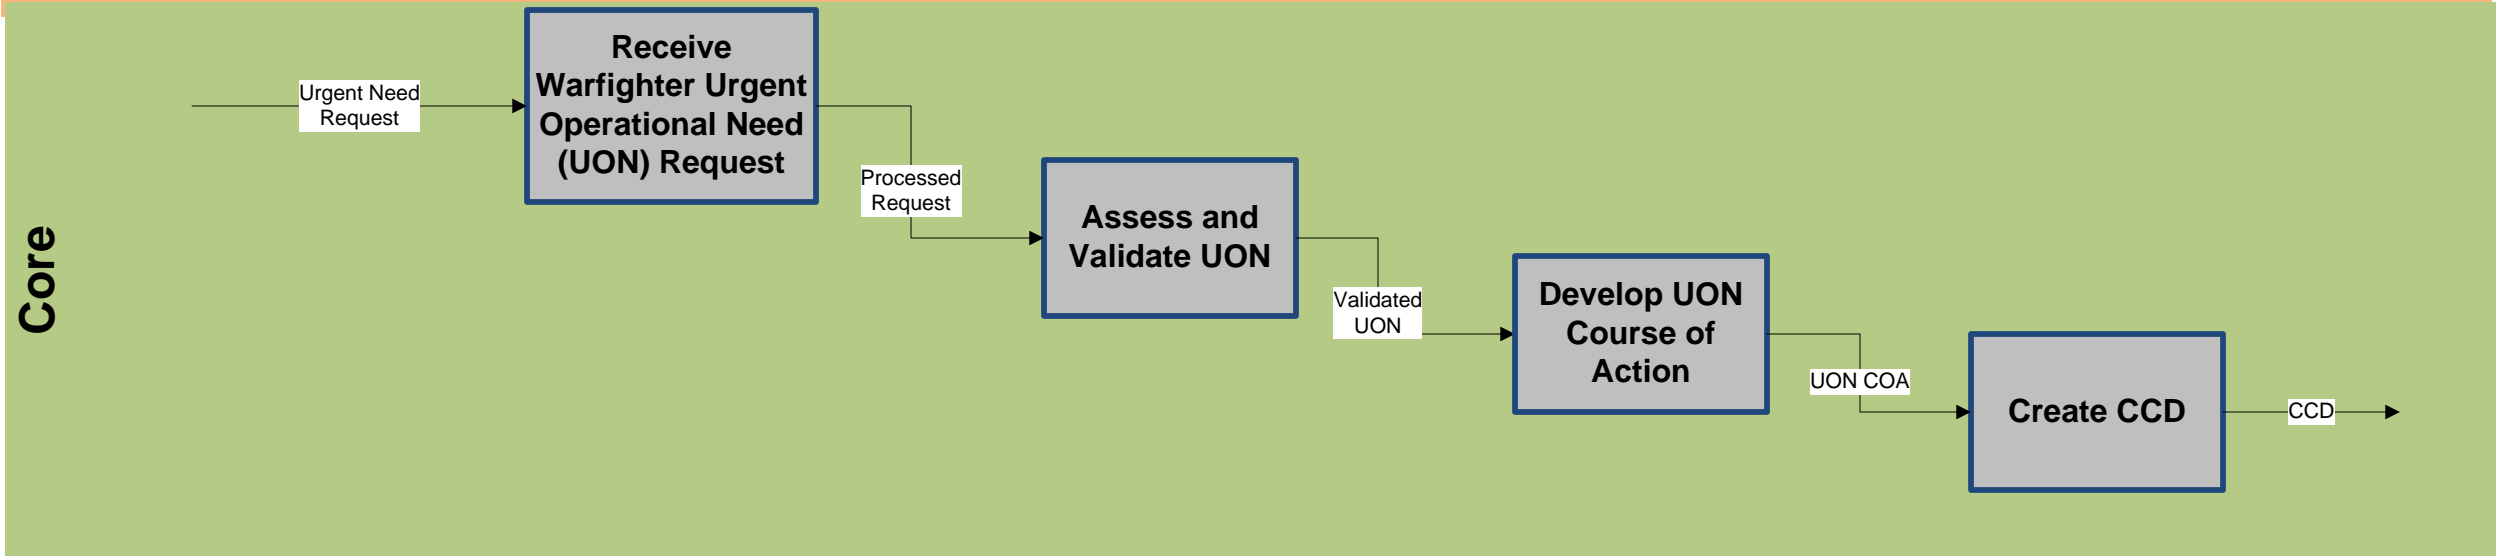 Core
Urgent Need
Request
Receive
Warfighter Urgent
Operational Need
(UON) Request
Processed
Request
Assess and
Validate UON
Validated
UON
Develop UON
Course of
Action
UON COA
Create CCD
CCD